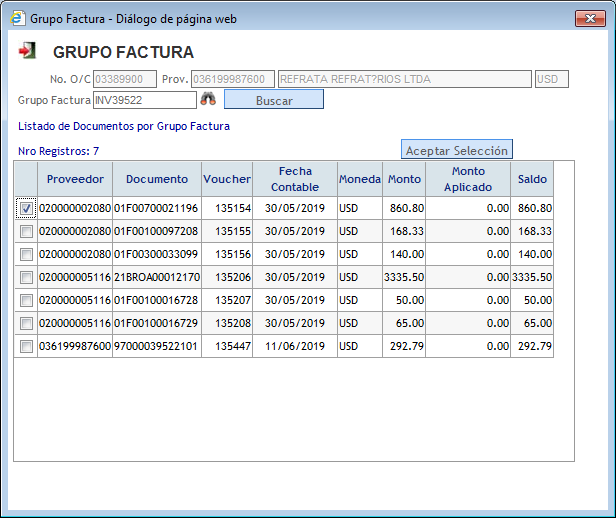 Grupo Factura - Diálogo de página web
GRUPO FACTURA
No. O/C 03389900 Prov. 036199987600 REFRATA REFRAT?RIOS LTDA USD
Grupo Factura INV39522 Buscar
Listado de Documentos por Grupo Factura
Nro Registros: 7 Aceptar Selección
Proveedor Documento Voucher Fecha Contable Moneda Monto Monto Aplicado Saldo
020000002080 01F00700021196 135154 30/05/2019 USD 860.80 0.00 860.80
020000002080 01F00100097208 135155 30/05/2019 USD 168.33 0.00 168.33
020000002080 01F00300033099 135156 30/05/2019 USD 140.00 0.00 140.00
020000005116 21BROA00012170 135206 30/05/2019 USD 3335.50 0.00 3335.50
020000005116 01F00100016728 135207 30/05/2019 USD 50.00 0.00 50.00
020000005116 01F00100016729 135208 30/05/2019 USD 65.00 0.00 65.00
036199987600 97000039522101 135447 11/06/2019 USD 292.79 0.00 292.79